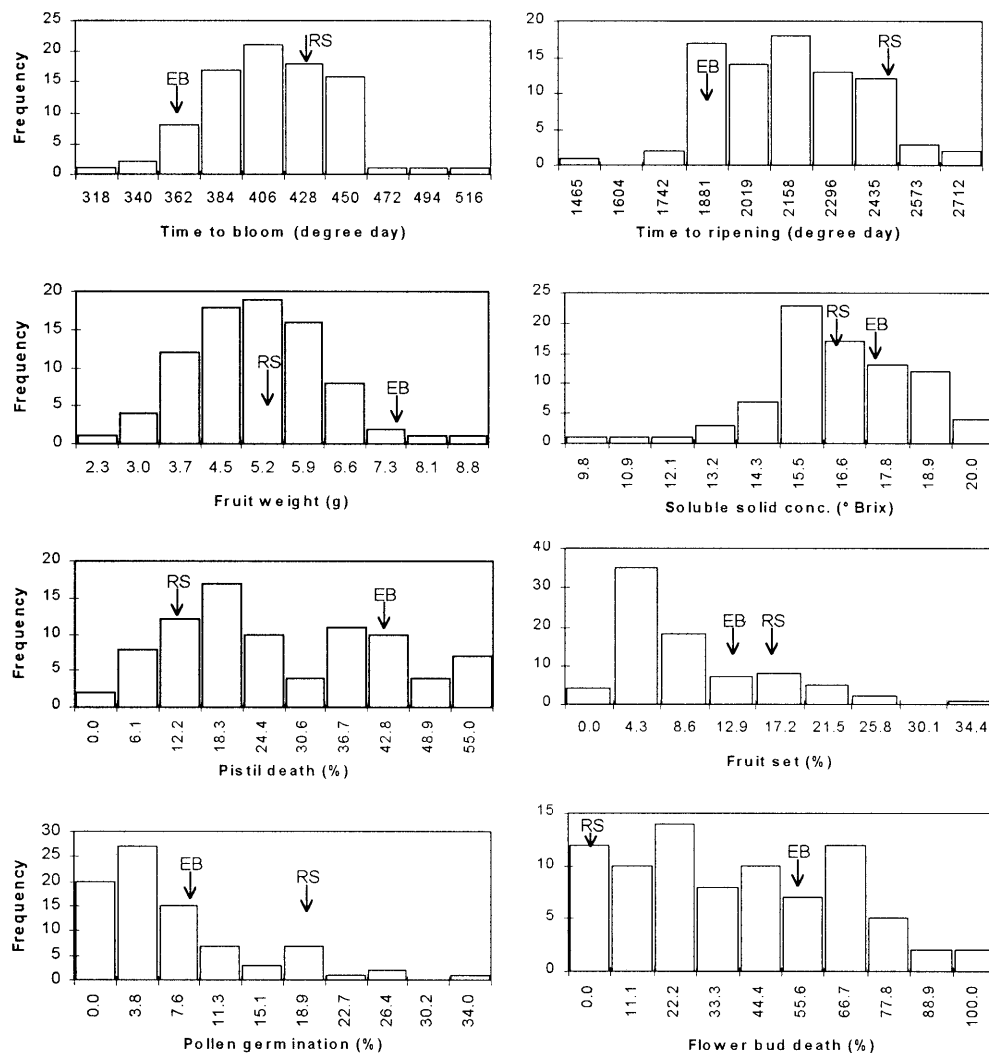 25
20
15
10
5
0
Frequency
EB
RS
318 340 362 384 406 428 450 472 494 516
Time to bloom (degree day)
20
15
10
5
0
EB
RS
1465 1604 1742 1881 2019 2158 2296 2435 2573 2712
Time to ripening (degree day)
20
15
10
5
0
Frequency
RS
EB
2.3 3.0 3.7 4.5 5.2 5.9 6.6 7.3 8.1 8.8
Fruit weight (g)
25
20
15
10
5
0
RS
EB
9.8 10.9 12.1 13.2 14.3 15.5 16.6 17.8 18.9 20.0
Soluble solid conc. (° Brix)
20
15
10
5
0
Frequency
RS
EB
0.0 6.1 12.2 18.3 24.4 30.6 36.7 42.8 48.9 55.0
Pistil death (%)
40
30
20
10
0
EB
RS
0.0 4.3 8.6 12.9 17.2 21.5 25.8 30.1 34.4
Fruit set (%)
30
25
20
15
10
5
0
Frequency
EB
RS
0.0 3.8 7.6 11.3 15.1 18.9 22.7 26.4 30.2 34.0
Pollen germination (%)
15
10
5
0
RS
EB
0.0 11.1 22.2 33.3 44.4 55.6 66.7 77.8 88.9 100.0
Flower bud death (%)